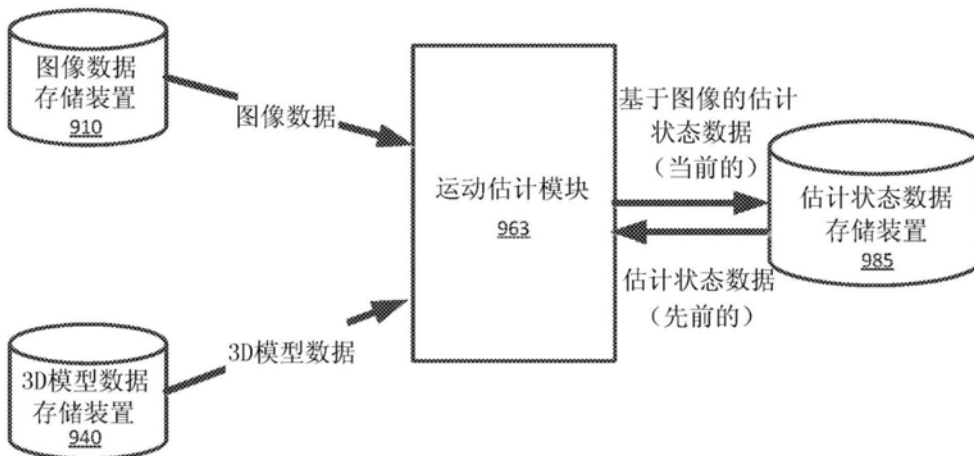 图像数据
存储装置
910
图像数据
3D模型数据
存储装置
940
3D模型数据
运动估计模块
963
基于图像的估计
状态数据
（当前的）
估计状态数据
（先前的）
估计状态数据
存储装置
985